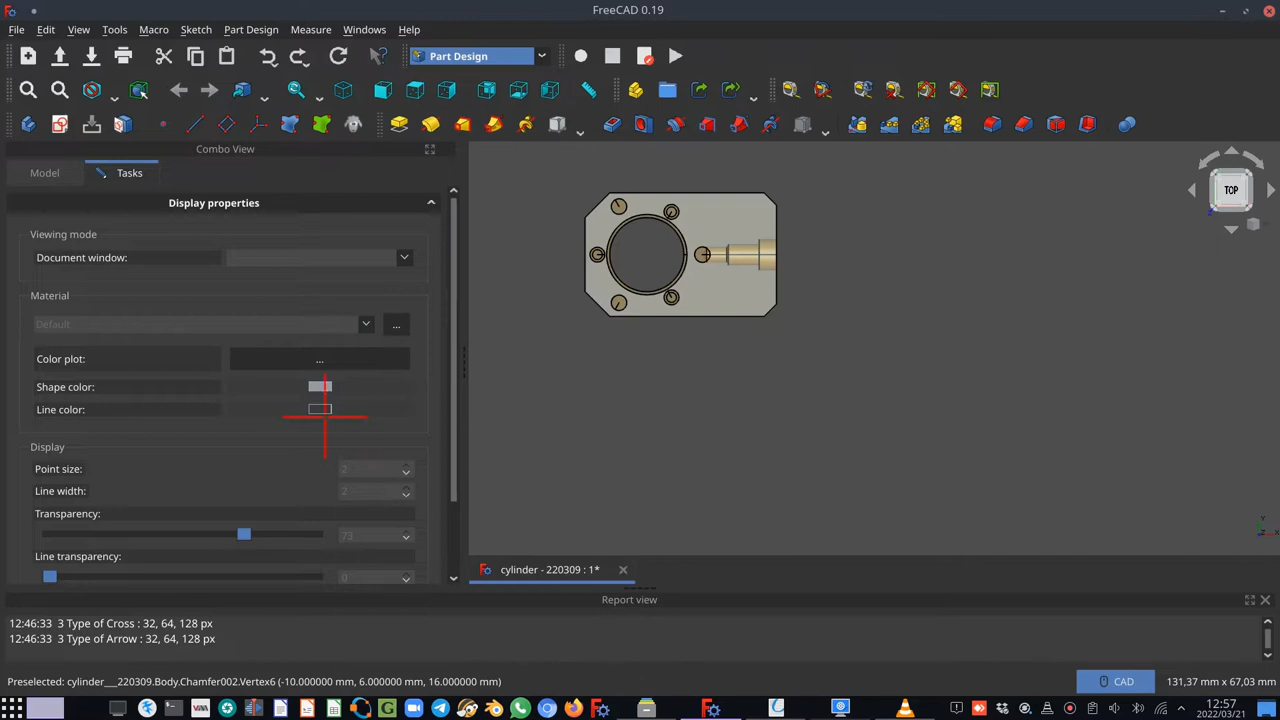 FreeCAD 0.19
File Edit View Tools Macro Sketch Part Design Measure Windows Help
Part Design
Combo View
Model Tasks
TOP
Display properties
Viewing mode
Document window:
Material
Default
...
Color plot:
...
Shape color:
Line color:
Display
Point size:
2
Line width:
2
Transparency:
73
Line transparency:
0
cylinder - 220309 : 1*
Report view
12:46:33 3 Type of Cross : 32, 64, 128 px
12:46:33 3 Type of Arrow : 32, 64, 128 px
Preselected: cylinder___220309.Body.Chamfer002.Vertex6 (-10.000000 mm, 6.000000 mm, 16.000000 mm)
CAD
131,37 mm x 67,03 mm
12:57
2022/03/21